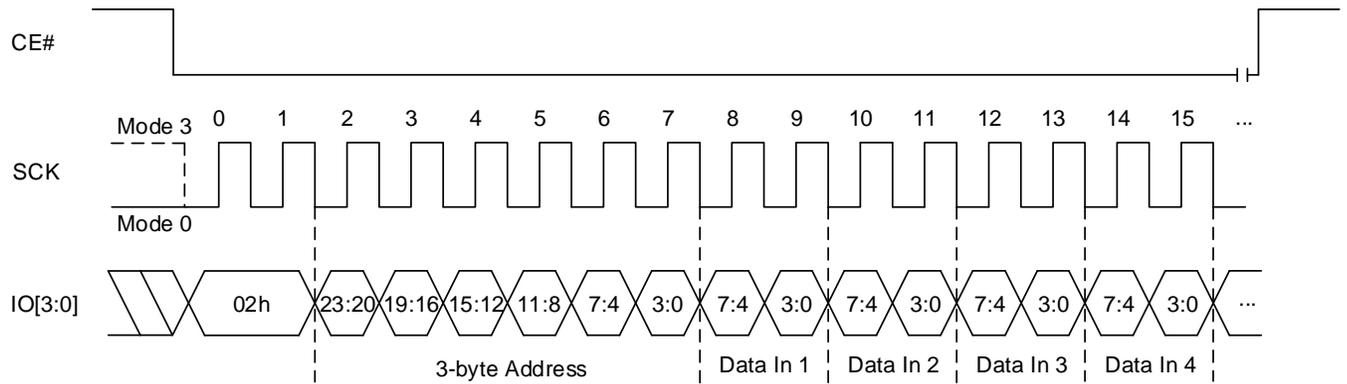 CE#
Mode 3 0 1 2 3 4 5 6 7 8 9 10 11 12 13 14 15 ...
SCK
Mode 0
IO[3:0] 02h 23:20 19:16 15:12 11:8 7:4 3:0 7:4 3:0 7:4 3:0 7:4 3:0 7:4 3:0 ...
3-byte Address Data In 1 Data In 2 Data In 3 Data In 4